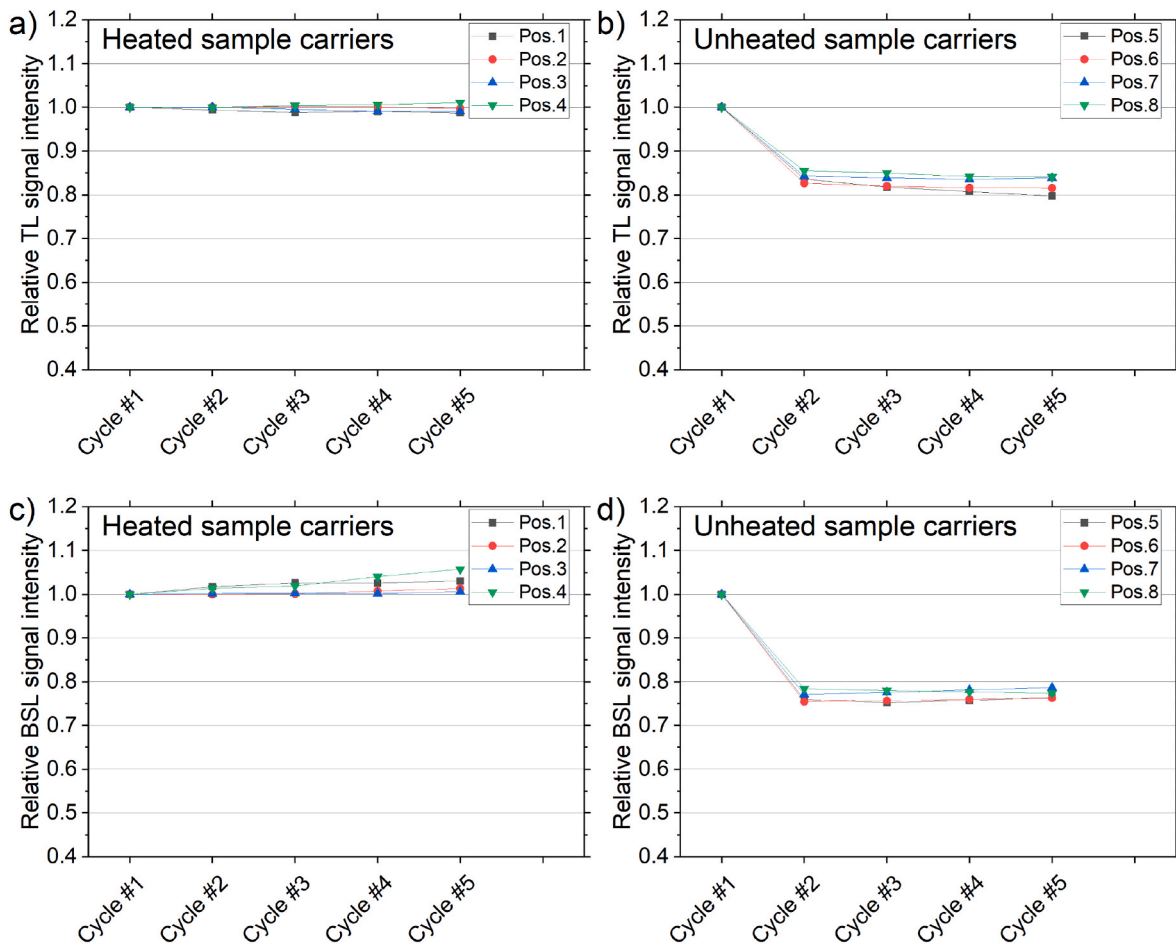 a)
Heated sample carriers
Pos.1
Pos.2
Pos.3
Pos.4
Relative TL signal intensity
1.2
1.1
1.0
0.9
0.8
0.7
0.6
0.5
0.4
Cycle #1
Cycle #2
Cycle #3
Cycle #4
Cycle #5
b)
Unheated sample carriers
Pos.5
Pos.6
Pos.7
Pos.8
Relative TL signal intensity
1.2
1.1
1.0
0.9
0.8
0.7
0.6
0.5
0.4
Cycle #1
Cycle #2
Cycle #3
Cycle #4
Cycle #5
c)
Heated sample carriers
Pos.1
Pos.2
Pos.3
Pos.4
Relative BSL signal intensity
1.2
1.1
1.0
0.9
0.8
0.7
0.6
0.5
0.4
Cycle #1
Cycle #2
Cycle #3
Cycle #4
Cycle #5
d)
Unheated sample carriers
Pos.5
Pos.6
Pos.7
Pos.8
Relative BSL signal intensity
1.2
1.1
1.0
0.9
0.8
0.7
0.6
0.5
0.4
Cycle #1
Cycle #2
Cycle #3
Cycle #4
Cycle #5